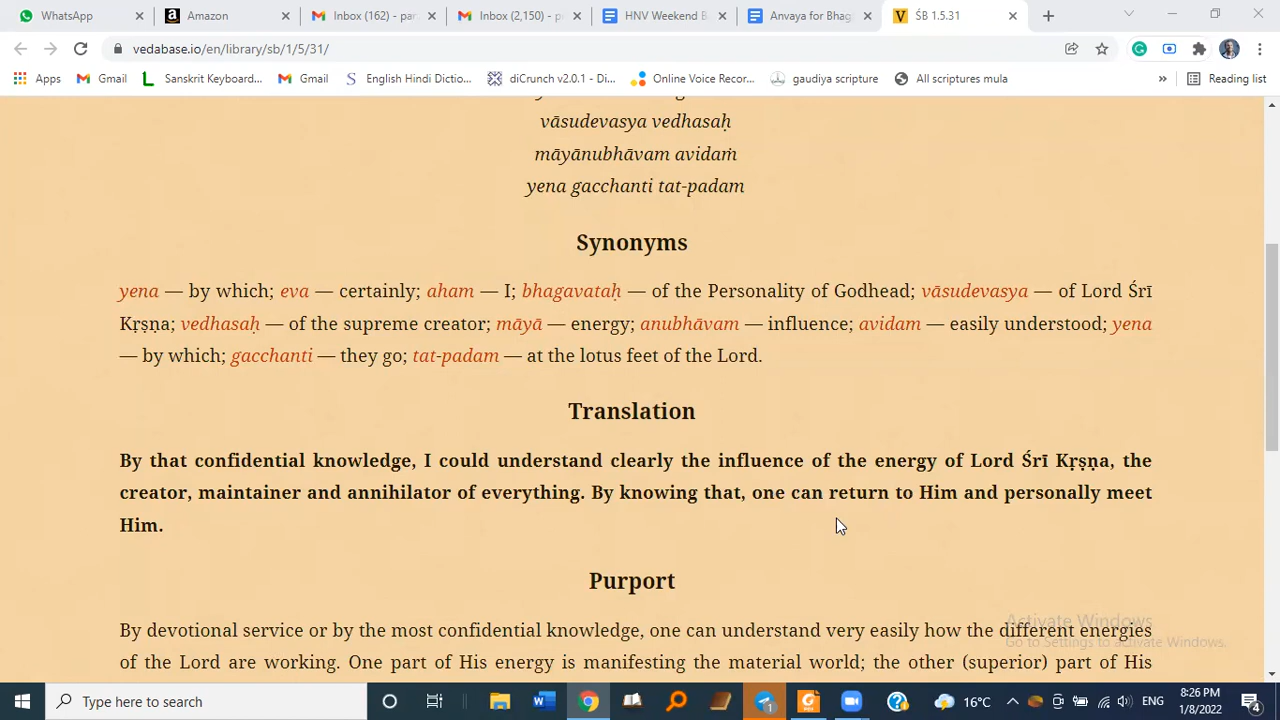 WhatsApp
Amazon
Inbox (162) - par
Inbox (2,150) - p
HNV Weekend B
Anvaya for Bhag
ŚB 1.5.31
vedabase.io/en/library/sb/1/5/31/
Apps
Gmail
Sanskrit Keyboard...
Gmail
English Hindi Dictio...
diCrunch v2.0.1 - Di...
Online Voice Recor...
gaudiya scripture
All scriptures mula
»
Reading list
vāsudevasya vedhasaḥ
māyānubhāvam avidaṁ
yena gacchanti tat-padam
Synonyms
yena — by which; eva — certainly; aham — I; bhagavataḥ — of the Personality of Godhead; vāsudevasya — of Lord Śrī
Kṛṣṇa; vedhasaḥ — of the supreme creator; māyā — energy; anubhāvam — influence; avidam — easily understood; yena
— by which; gacchanti — they go; tat-padam — at the lotus feet of the Lord.
Translation
By that confidential knowledge, I could understand clearly the influence of the energy of Lord Śrī Kṛṣṇa, the
creator, maintainer and annihilator of everything. By knowing that, one can return to Him and personally meet
Him.
Purport
By devotional service or by the most confidential knowledge, one can understand very easily how the different energies
of the Lord are working. One part of His energy is manifesting the material world; the other (superior) part of His
Activate Windows
Go to Settings to activate Windows.
Type here to search
1
16°C
ENG
8:26 PM
1/8/2022
4